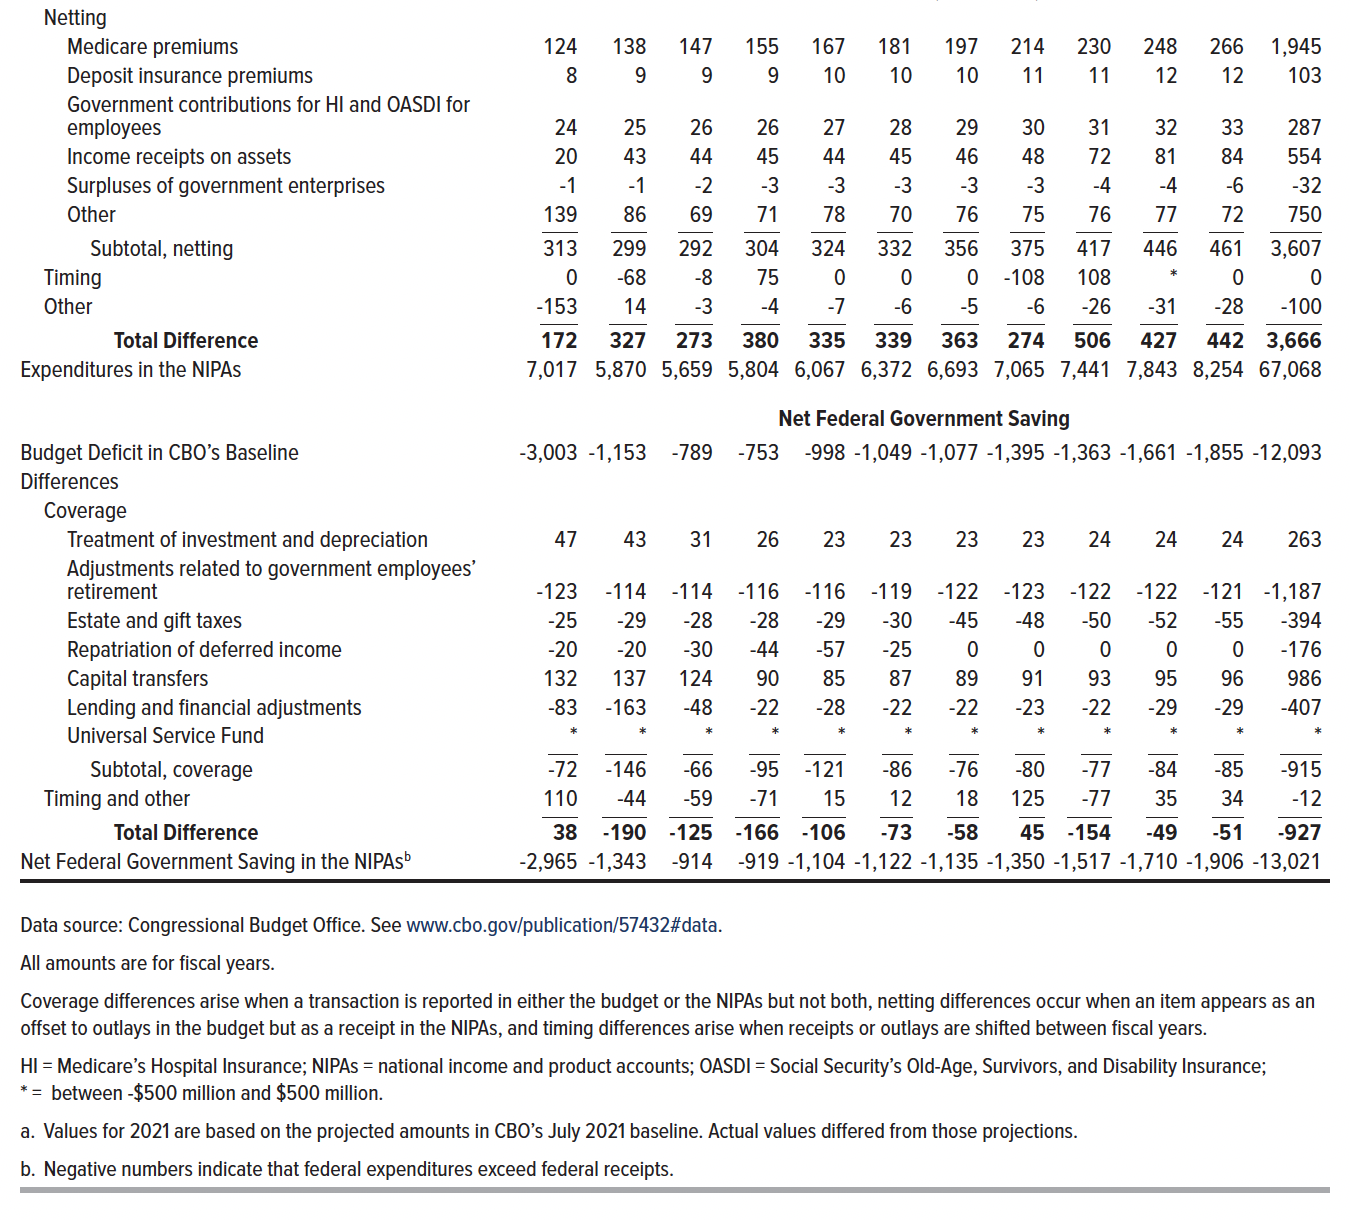 Netting
Medicare premiums 124 138 147 155 167 181 197 214 230 248 266 1,945
Deposit insurance premiums 8 9 9 9 10 10 10 11 11 12 12 103
Government contributions for HI and OASDI for
employees 24 25 26 26 27 28 29 30 31 32 33 287
Income receipts on assets 20 43 44 45 44 45 46 48 72 81 84 554
Surpluses of government enterprises -1 -1 -2 -3 -3 -3 -3 -3 -4 -4 -6 -32
Other 139 86 69 71 78 70 76 75 76 77 72 750
Subtotal, netting 313 299 292 304 324 332 356 375 417 446 461 3,607
Timing 0 -68 -8 75 0 0 0 -108 108 * 0 0
Other -153 14 -3 -4 -7 -6 -5 -6 -26 -31 -28 -100
Total Difference 172 327 273 380 335 339 363 274 506 427 442 3,666
Expenditures in the NIPAs 7,017 5,870 5,659 5,804 6,067 6,372 6,693 7,065 7,441 7,843 8,254 67,068
Net Federal Government Saving
Budget Deficit in CBO’s Baseline -3,003 -1,153 -789 -753 -998 -1,049 -1,077 -1,395 -1,363 -1,661 -1,855 -12,093
Differences
Coverage
Treatment of investment and depreciation 47 43 31 26 23 23 23 23 24 24 24 263
Adjustments related to government employees’
retirement -123 -114 -114 -116 -116 -119 -122 -123 -122 -122 -121 -1,187
Estate and gift taxes -25 -29 -28 -28 -29 -30 -45 -48 -50 -52 -55 -394
Repatriation of deferred income -20 -20 -30 -44 -57 -25 0 0 0 0 0 -176
Capital transfers 132 137 124 90 85 87 89 91 93 95 96 986
Lending and financial adjustments -83 -163 -48 -22 -28 -22 -22 -23 -22 -29 -29 -407
Universal Service Fund * * * * * * * * * * * *
Subtotal, coverage -72 -146 -66 -95 -121 -86 -76 -80 -77 -84 -85 -915
Timing and other 110 -44 -59 -71 15 12 18 125 -77 35 34 -12
Total Difference 38 -190 -125 -166 -106 -73 -58 45 -154 -49 -51 -927
Net Federal Government Saving in the NIPAsᵇ -2,965 -1,343 -914 -919 -1,104 -1,122 -1,135 -1,350 -1,517 -1,710 -1,906 -13,021
Data source: Congressional Budget Office. See www.cbo.gov/publication/57432#data.
All amounts are for fiscal years.
Coverage differences arise when a transaction is reported in either the budget or the NIPAs but not both, netting differences occur when an item appears as an
offset to outlays in the budget but as a receipt in the NIPAs, and timing differences arise when receipts or outlays are shifted between fiscal years.
HI = Medicare’s Hospital Insurance; NIPAs = national income and product accounts; OASDI = Social Security’s Old-Age, Survivors, and Disability Insurance;
* = between -$500 million and $500 million.
a. Values for 2021 are based on the projected amounts in CBO’s July 2021 baseline. Actual values differed from those projections.
b. Negative numbers indicate that federal expenditures exceed federal receipts.